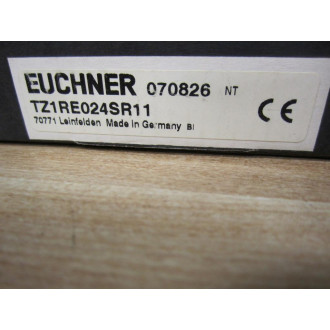 EUCHNER 070826 NT
TZ1RE024SR11
70771 Leinfelden Made in Germany BI
CE